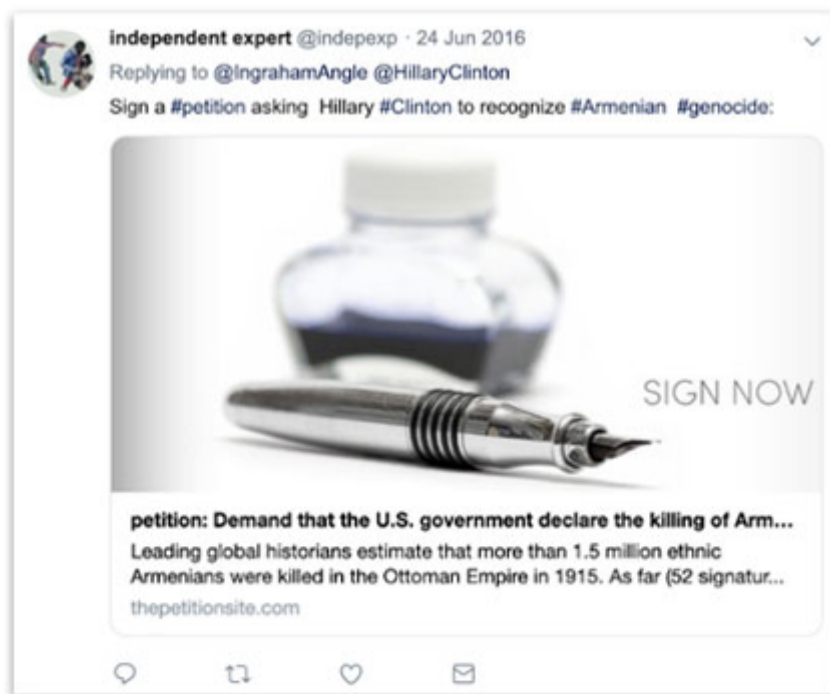 independent expert @indepexp · 24 Jun 2016
Replying to @IngrahamAngle @HillaryClinton
Sign a #petition asking Hillary #Clinton to recognize #Armenian #genocide:
SIGN NOW
petition: Demand that the U.S. government declare the killing of Arm...
Leading global historians estimate that more than 1.5 million ethnic
Armenians were killed in the Ottoman Empire in 1915. As far (52 signatur...
thepetitionsite.com